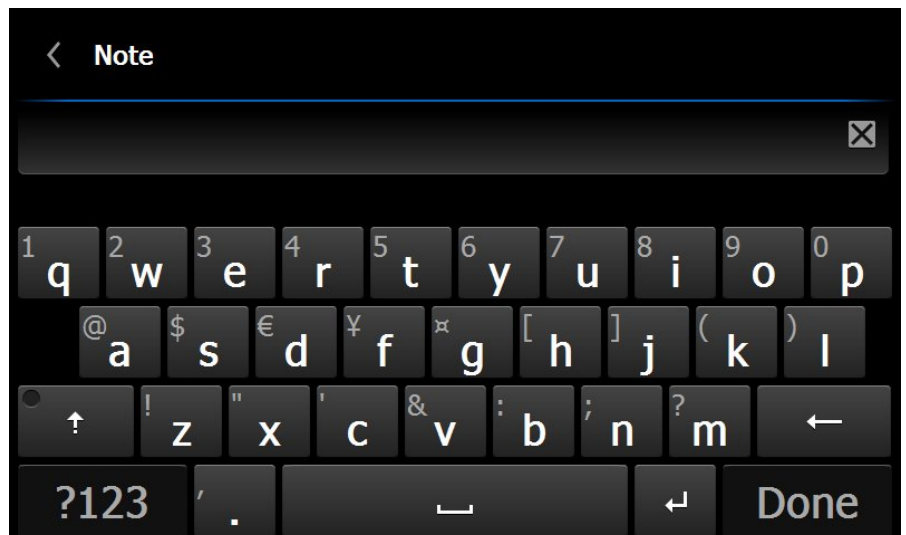 Note
1 q 2 w 3 e 4 r 5 t 6 y 7 u 8 i 9 o 0 p
@ a $ s € d ¥ f ¤ g [ h ] j ( k ) l
! z " x ' c & v : b ; n ? m
?123 , . Done